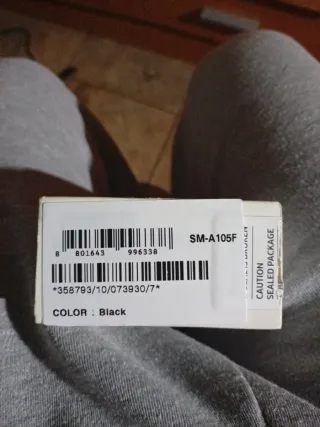 SM-A105F
8 801643 996338
*358793/10/073930/7*
COLOR : Black
CAUTION
SEALED PACKAGE